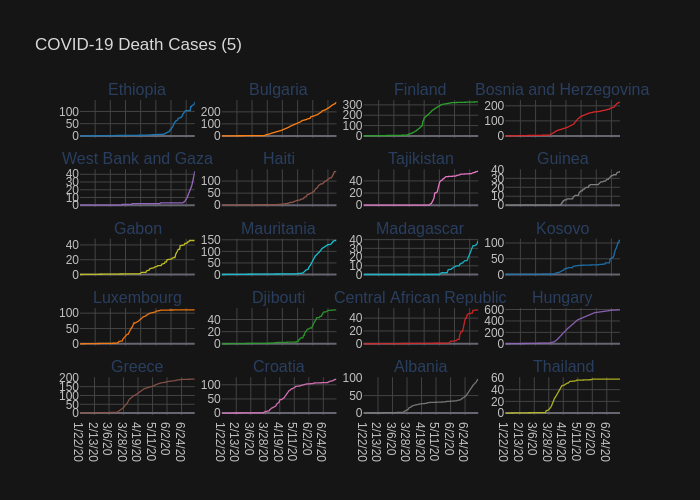 COVID-19 Death Cases (5)
Ethiopia Bulgaria Finland Bosnia and Herzegovina
100 200 300 200
50 100 200 100
0 0 100 0
0
West Bank and Gaza Haiti Tajikistan Guinea
40 100 40 40
30 50 20 30
20 0 0 20
10 10
0 0
Gabon Mauritania Madagascar Kosovo
40 150 40 100
20 100 30 50
0 50 20 0
0 10
0
Luxembourg Djibouti Central African Republic Hungary
100 40 40 600
50 20 20 400
0 0 0 200
0
Greece Croatia Albania Thailand
200 100 100 60
150 50 50 40
100 0 0 20
50 0
0
1/22/20 2/13/20 3/6/20 3/28/20 4/19/20 5/11/20 6/2/20 6/24/20
1/22/20 2/13/20 3/6/20 3/28/20 4/19/20 5/11/20 6/2/20 6/24/20
1/22/20 2/13/20 3/6/20 3/28/20 4/19/20 5/11/20 6/2/20 6/24/20
1/22/20 2/13/20 3/6/20 3/28/20 4/19/20 5/11/20 6/2/20 6/24/20